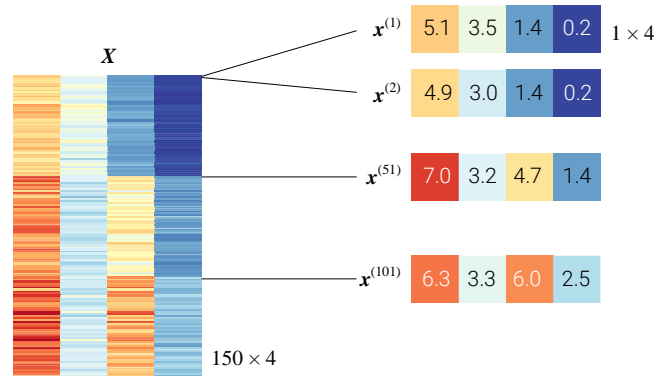 x(1) 5.1 3.5 1.4 0.2 1 × 4
X
x(2) 4.9 3.0 1.4 0.2
x(51) 7.0 3.2 4.7 1.4
x(101) 6.3 3.3 6.0 2.5
150 × 4